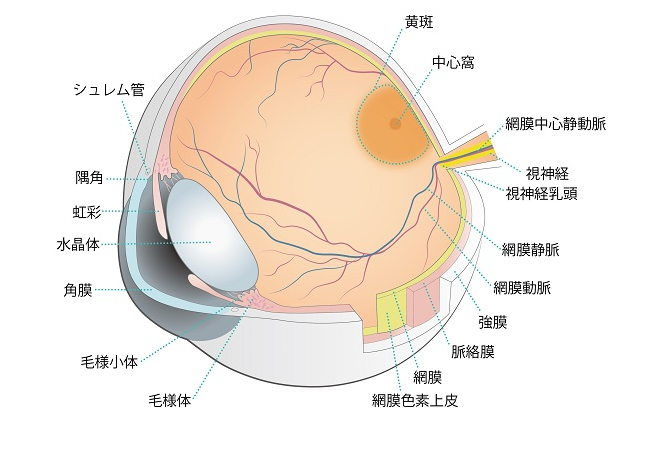 黄斑
中心窩
シュレム管
網膜中心静動脈
視神経
視神経乳頭
隅角
虹彩
水晶体
角膜
網膜静脈
網膜動脈
強膜
脈絡膜
毛様小体
網膜
毛様体
網膜色素上皮